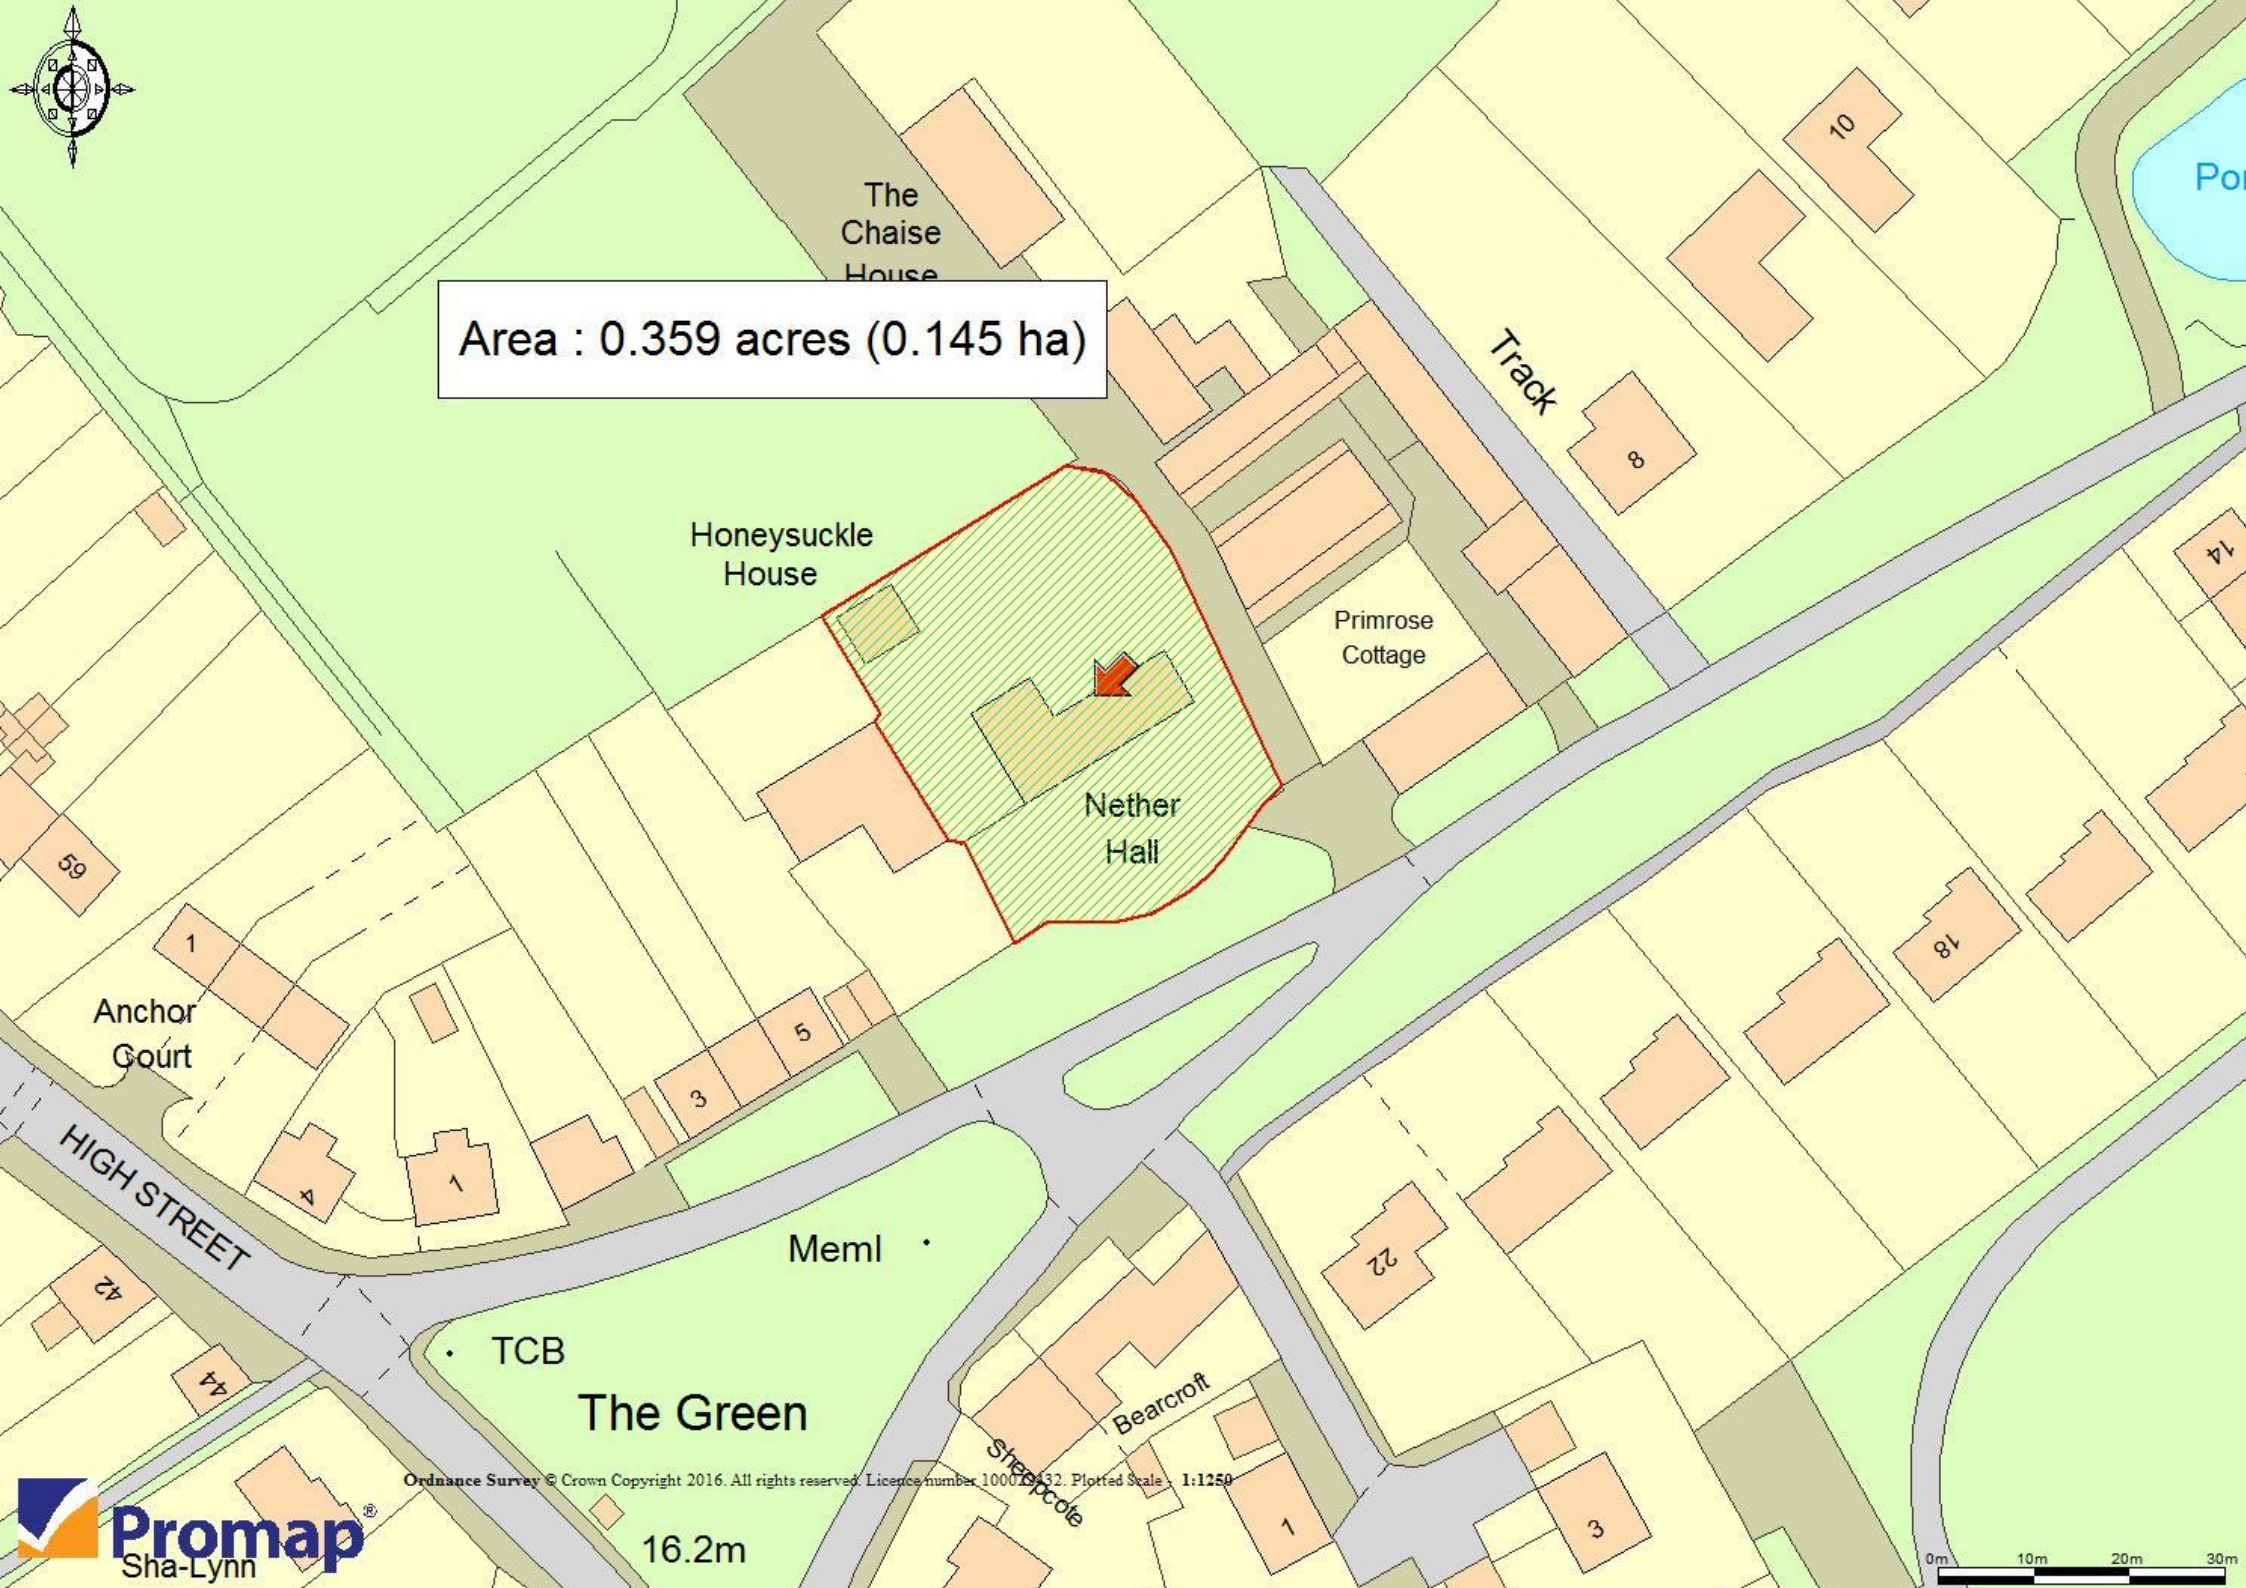 10
Track
The
Chaise
House
Area : 0.359 acres (0.145 ha)
8
Honeysuckle
House
14
Primrose
Cottage
Nether
Hall
59
18
1
Anchor
Court
5
3
4
1
HIGH STREET
Meml
22
42
TCB
44
The Green
Bearcroft
Sheepcote
Ordnance Survey © Crown Copyright 2016. All rights reserved. Licence number. Plotted Scale - 1:1250
Promap®
Sha-Lynn
16.2m
1
3
0m 10m 20m 30m